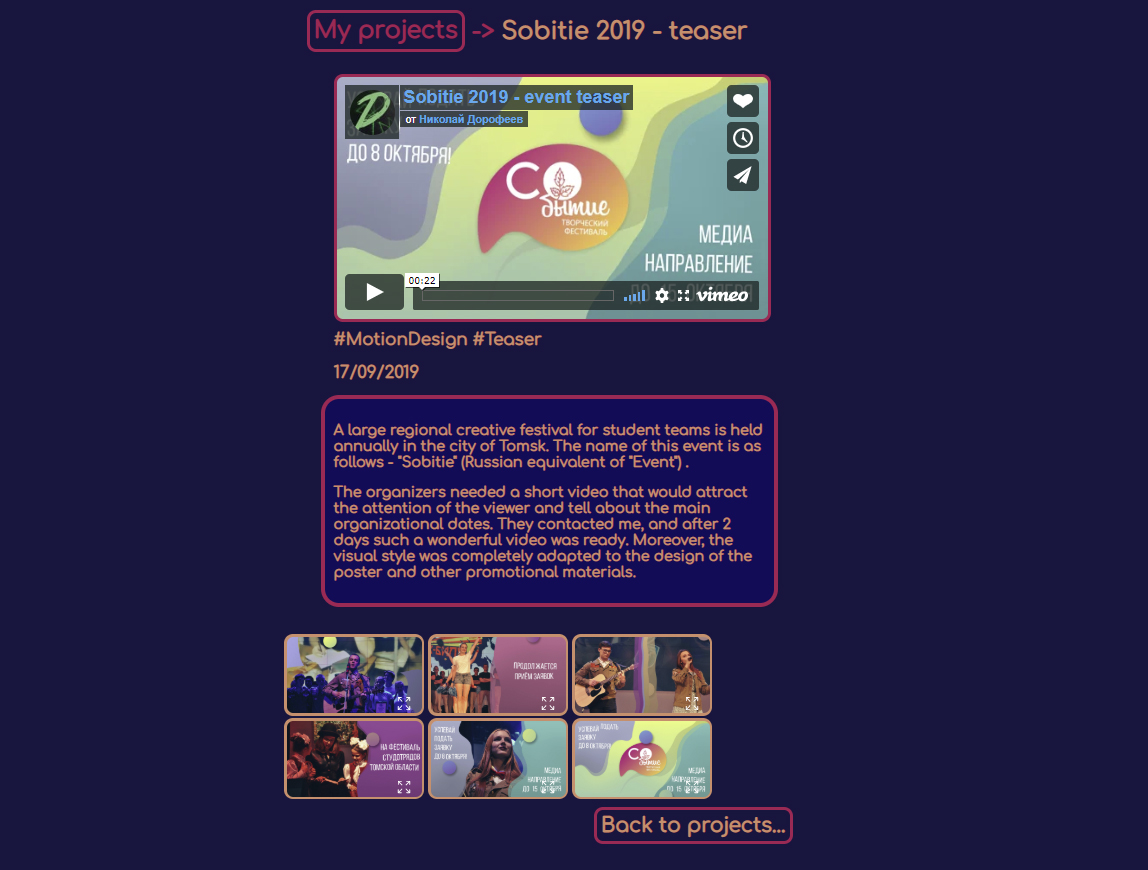 My projects -> Sobitie 2019 - teaser
Sobitie 2019 - event teaser
от Николай Дорофеев
ДО 8 ОКТЯБРЯ!
СО
бытие
ТВОРЧЕСКИЙ
ФЕСТИВАЛЬ
МЕДИА
НАПРАВЛЕНИЕ
00:22
vimeo
#MotionDesign #Teaser
17/09/2019
A large regional creative festival for student teams is held
annually in the city of Tomsk. The name of this event is as
follows - "Sobitie" (Russian equivalent of "Event") .
The organizers needed a short video that would attract
the attention of the viewer and tell about the main
organizational dates. They contacted me, and after 2
days such a wonderful video was ready. Moreover, the
visual style was completely adapted to the design of the
poster and other promotional materials.
ПРОДОЛЖАЕТСЯ
ПРИЁМ ЗАЯВОК
НА ФЕСТИВАЛЬ
СТУДОТРЯДОВ
ТОМСКОЙ ОБЛАСТИ
УСПЕВАЙ
ПОДАТЬ
ЗАЯВКУ
ДО 8 ОКТЯБРЯ!
МЕДИА
НАПРАВЛЕНИЕ
ДО 15 ОКТЯБРЯ
УСПЕВАЙ ПОДАТЬ
ЗАЯВКУ
ДО 8 ОКТЯБРЯ!
СО
бытие
МЕДИА
НАПРАВЛЕНИЕ
ДО 15 ОКТЯБРЯ
Back to projects...